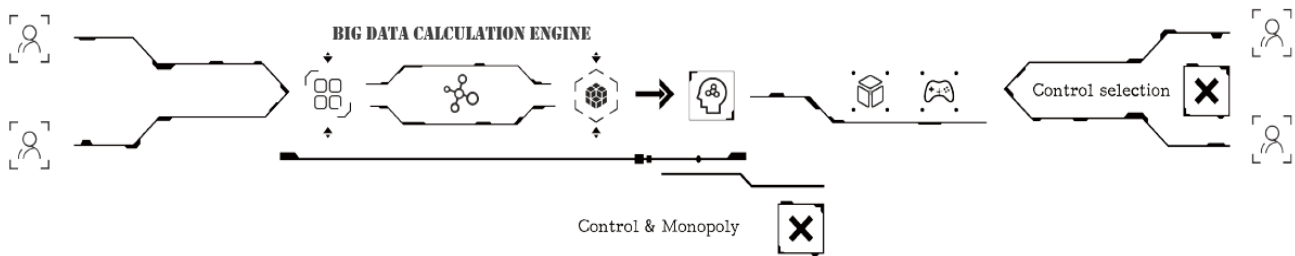 BIG DATA CALCULATION ENGINE
Control selection
Control & Monopoly